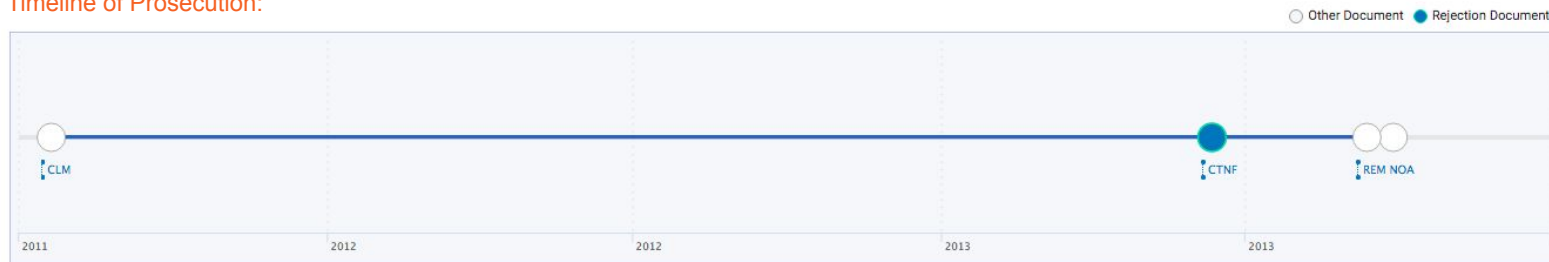 Timeline of Prosecution:
Other Document Rejection Document
CLM CTNF REM NOA
2011 2012 2012 2013 2013